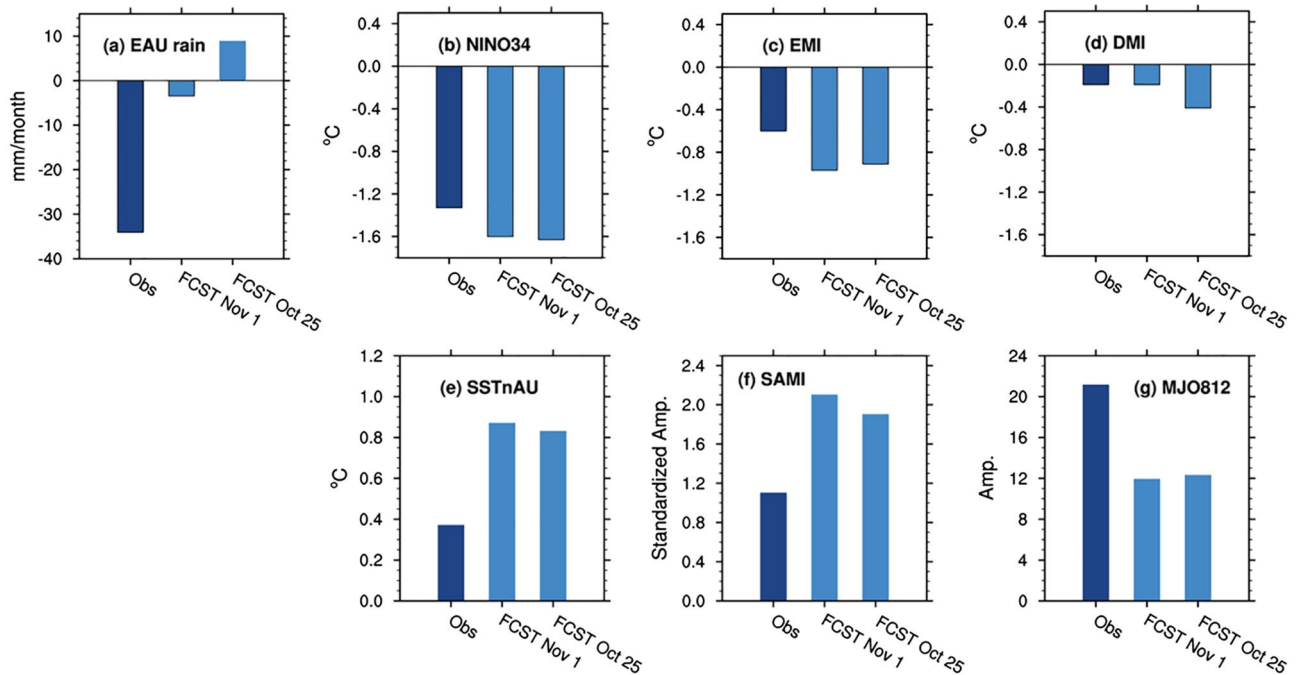 (a) EAU rain
mm/month
10
0
-10
-20
-30
-40
Obs
FCST Nov 1
FCST Oct 25
(b) NINO34
ºC
0.4
0.0
-0.4
-0.8
-1.2
-1.6
Obs
FCST Nov 1
FCST Oct 25
(c) EMI
ºC
0.4
0.0
-0.4
-0.8
-1.2
-1.6
Obs
FCST Nov 1
FCST Oct 25
(d) DMI
ºC
0.4
0.0
-0.4
-0.8
-1.2
-1.6
Obs
FCST Nov 1
FCST Oct 25
(e) SSTnAU
ºC
1.2
1.0
0.8
0.6
0.4
0.2
0.0
Obs
FCST Nov 1
FCST Oct 25
(f) SAMI
Standardized Amp.
2.4
2.0
1.6
1.2
0.8
0.4
0.0
Obs
FCST Nov 1
FCST Oct 25
(g) MJO812
Amp.
24
20
16
12
8
4
0
Obs
FCST Nov 1
FCST Oct 25